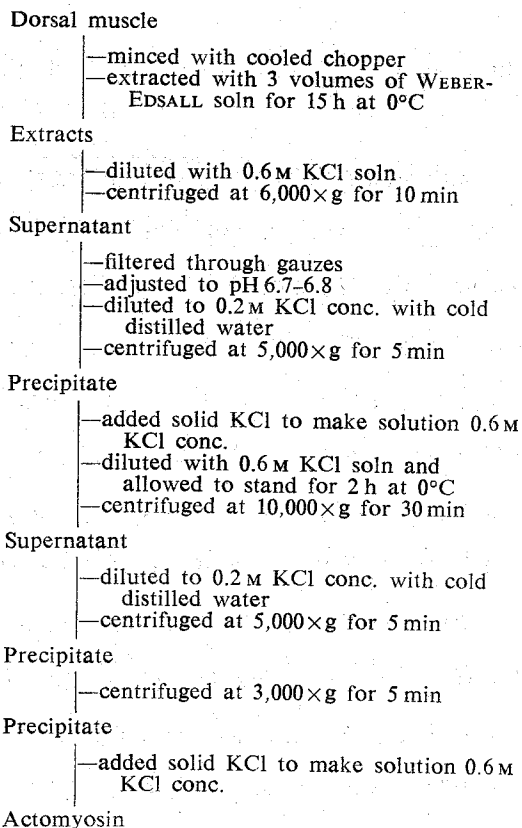 Dorsal muscle
—minced with cooled chopper
—extracted with 3 volumes of WEBER-
EDSALL soln for 15 h at 0°C
Extracts
—diluted with 0.6 M KCl soln
—centrifuged at 6,000×g for 10 min
Supernatant
—filtered through gauzes
—adjusted to pH 6.7–6.8
—diluted to 0.2 M KCl conc. with cold
distilled water
—centrifuged at 5,000×g for 5 min
Precipitate
—added solid KCl to make solution 0.6 M
KCl conc.
—diluted with 0.6 M KCl soln and
allowed to stand for 2 h at 0°C
—centrifuged at 10,000×g for 30 min
Supernatant
—diluted to 0.2 M KCl conc. with cold
distilled water
—centrifuged at 5,000×g for 5 min
Precipitate
—centrifuged at 3,000×g for 5 min
Precipitate
—added solid KCl to make solution 0.6 M
KCl conc.
Actomyosin